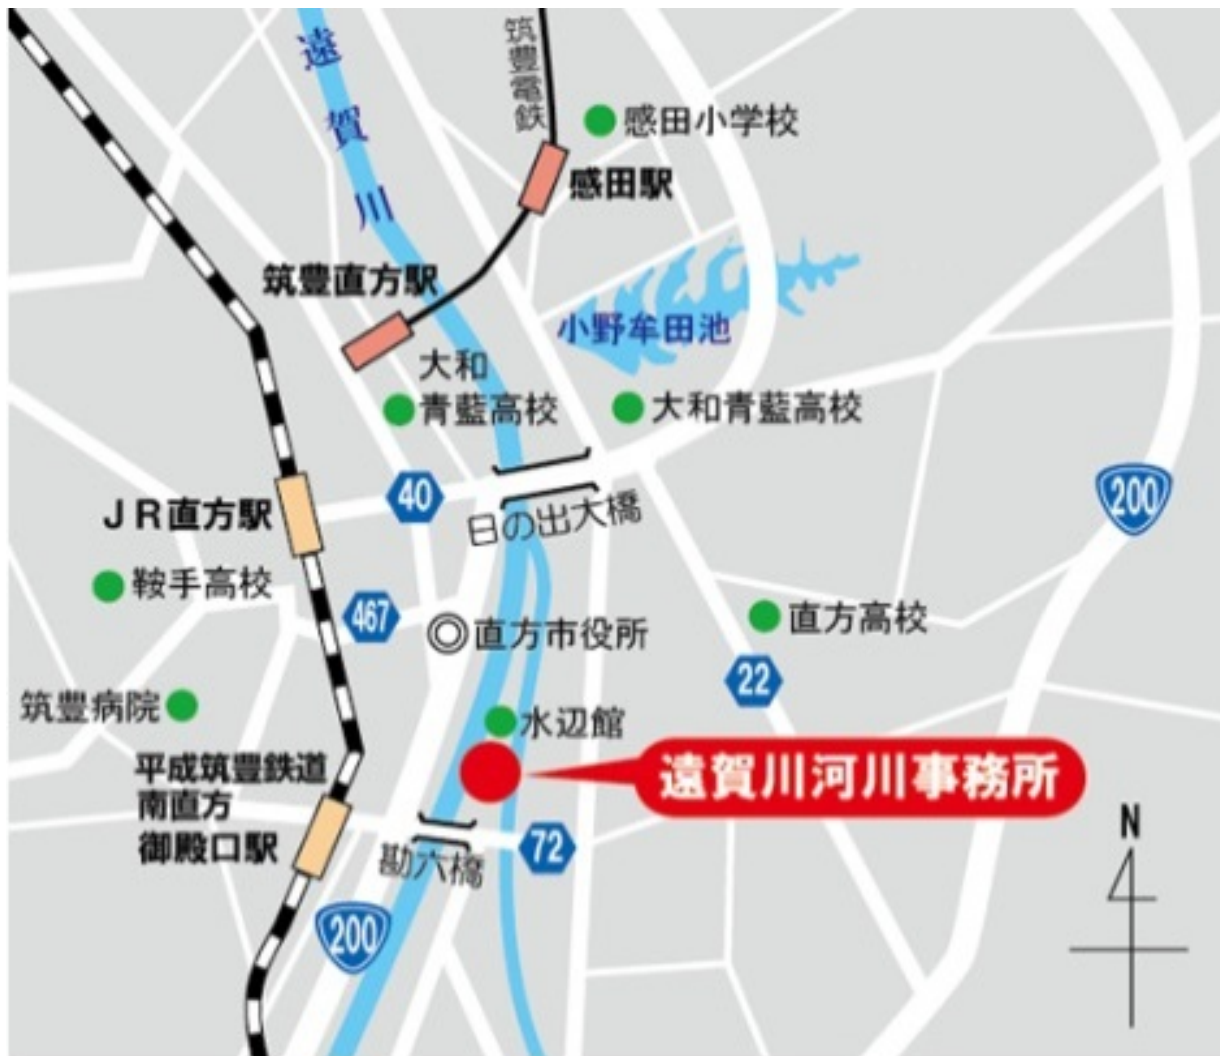 遠賀川
筑豊電鉄
感田小学校
感田駅
筑豊直方駅
小野牟田池
大和
青藍高校
大和青藍高校
40
200
JR直方駅
日の出大橋
鞍手高校
467
直方市役所
直方高校
22
筑豊病院
水辺館
平成筑豊鉄道
南直方
御殿口駅
遠賀川河川事務所
72
勘六橋
200
N